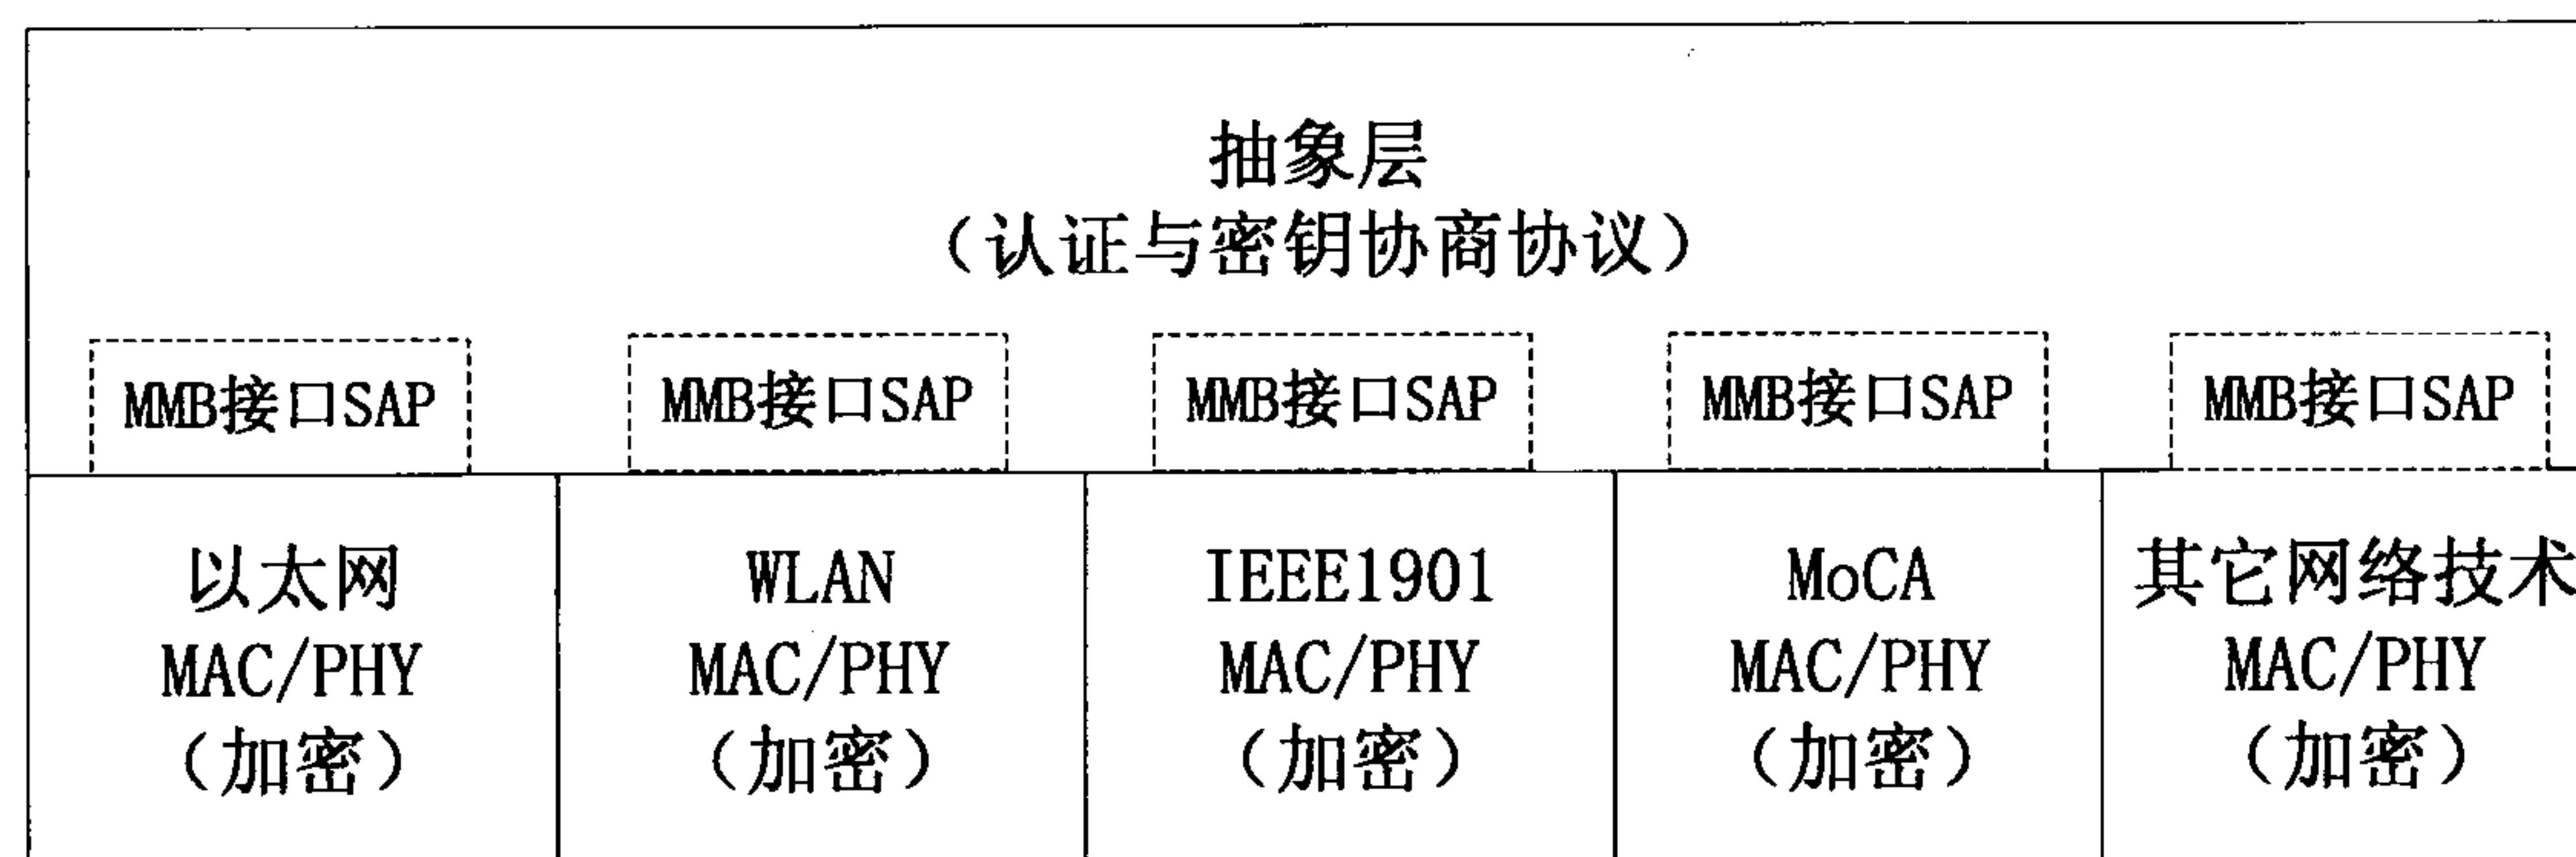 抽象层
（认证与密钥协商协议）
MMB接口SAP
MMB接口SAP
MMB接口SAP
MMB接口SAP
MMB接口SAP
以太网
MAC/PHY
（加密）
WLAN
MAC/PHY
（加密）
IEEE1901
MAC/PHY
（加密）
MoCA
MAC/PHY
（加密）
其它网络技术
MAC/PHY
（加密）